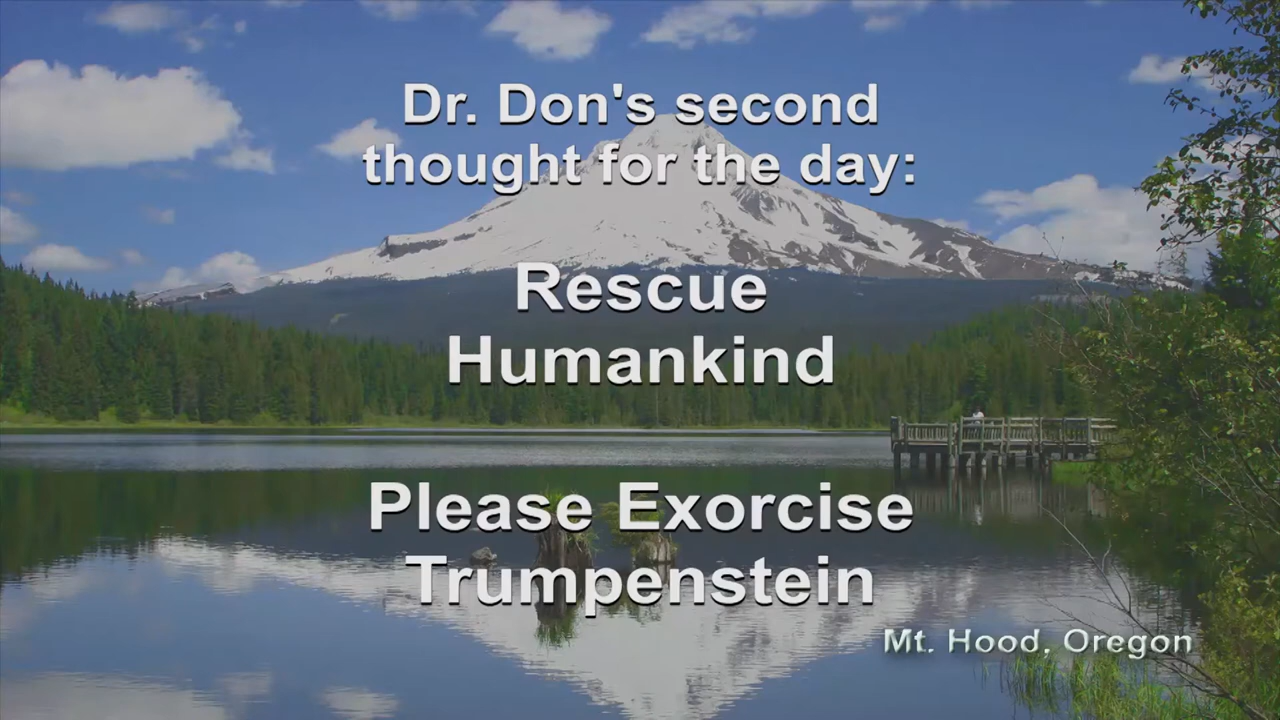 Dr. Don's second
thought for the day:
Rescue
Humankind
Please Exorcise
Trumpenstein
Mt. Hood, Oregon